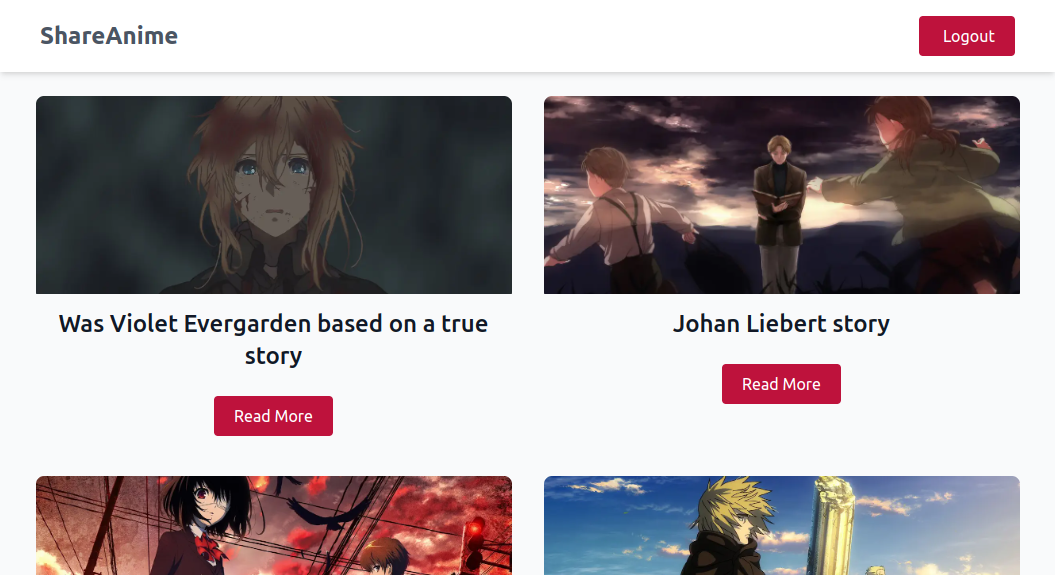 ShareAnime
Logout
Was Violet Evergarden based on a true
story
Read More
Johan Liebert story
Read More